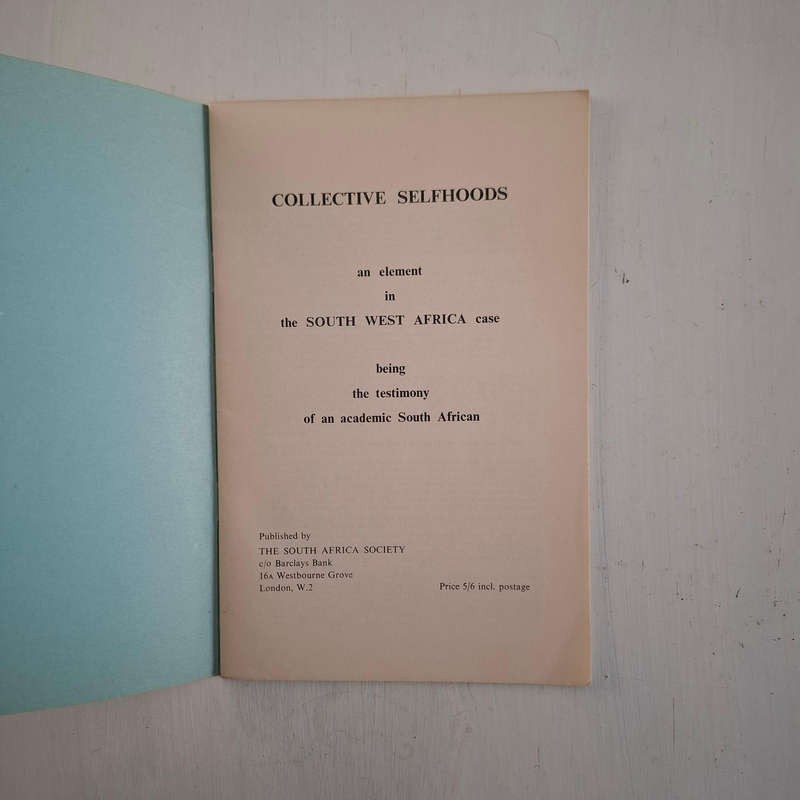 COLLECTIVE SELFHOODS
an element
in
the SOUTH WEST AFRICA case
being
the testimony
of an academic South African
Published by
THE SOUTH AFRICA SOCIETY
c/o Barclays Bank
16A Westbourne Grove
London, W.2
Price 5/6 incl. postage